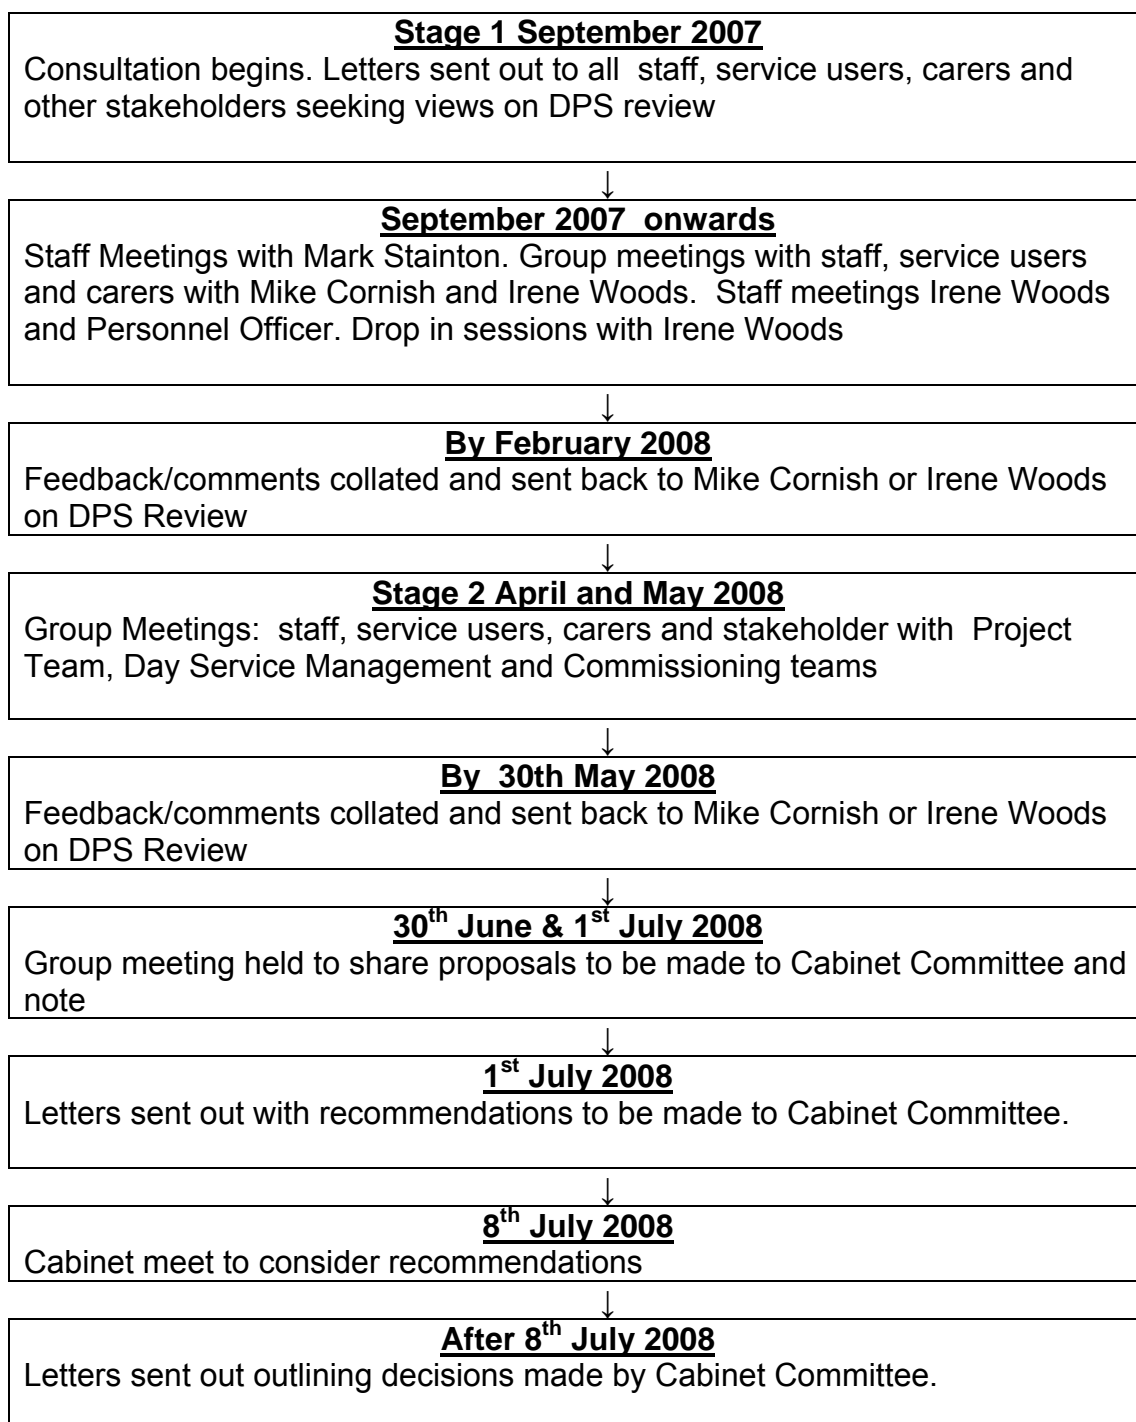 Stage 1 September 2007
Consultation begins. Letters sent out to all  staff, service users, carers and
other stakeholders seeking views on DPS review
↓
September 2007  onwards
Staff Meetings with Mark Stainton. Group meetings with staff, service users
and carers with Mike Cornish and Irene Woods.  Staff meetings Irene Woods
and Personnel Officer. Drop in sessions with Irene Woods
↓
By February 2008
Feedback/comments collated and sent back to Mike Cornish or Irene Woods
on DPS Review
↓
Stage 2 April and May 2008
Group Meetings:  staff, service users, carers and stakeholder with  Project
Team, Day Service Management and Commissioning teams
↓
By  30th May 2008
Feedback/comments collated and sent back to Mike Cornish or Irene Woods
on DPS Review
↓
30th June & 1st July 2008
Group meeting held to share proposals to be made to Cabinet Committee and
note
↓
1st July 2008
Letters sent out with recommendations to be made to Cabinet Committee.
↓
8th July 2008
Cabinet meet to consider recommendations
↓
After 8th July 2008
Letters sent out outlining decisions made by Cabinet Committee.